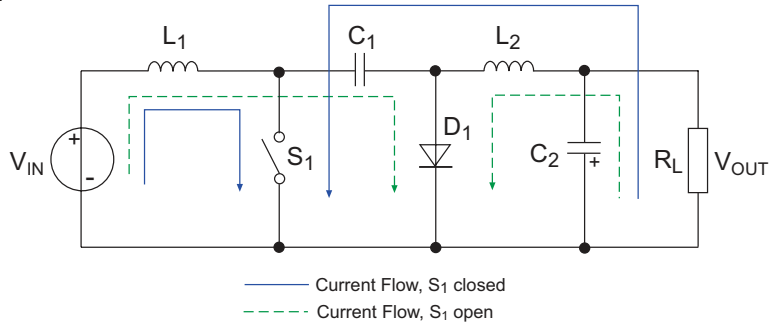 L1 C1 L2
VIN + - S1 D1 C2 + RL VOUT
Current Flow, S1 closed
Current Flow, S1 open